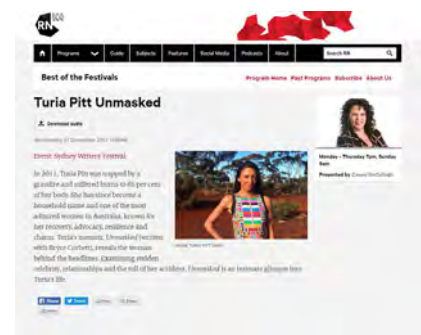 RN
Programs Guide Subjects Features Social Media Podcasts About Search RN
Best of the Festivals
Program Home Past Programs Subscribe About Us
Turia Pitt Unmasked
Download audio
Event: Sydney Writers' Festival
In 2011, Turia Pitt was trapped by a
grassfire and suffered burns to 65 per cent
of her body. She has since become a
household name and one of the most
admired women in Australia, known for
her recovery, advocacy, resilience and
charm. Turia's memoir, Unmasked (written
with Bryce Corbett), reveals the woman
behind the headlines. Examining sudden
celebrity, relationships and the toll of her accident, Unmasked is an intimate glimpse into
Turia's life.
Monday - Thursday 7pm, Sunday
Presented by
Share